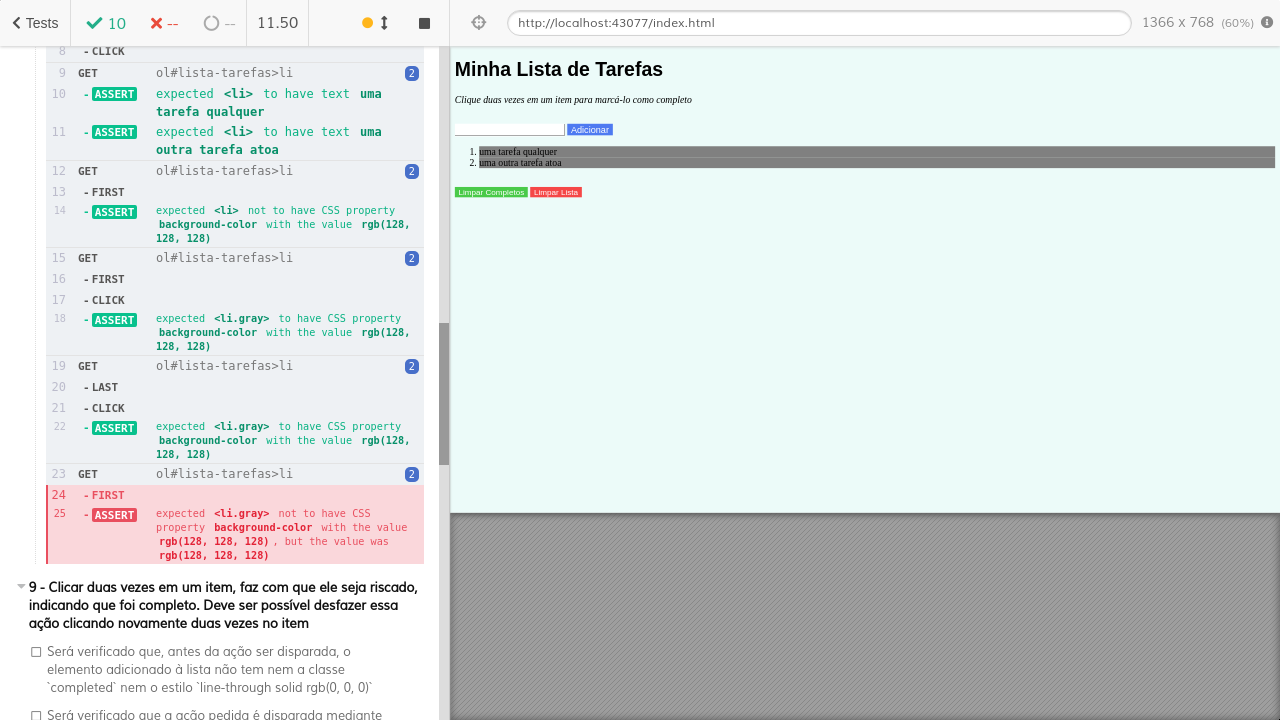 Tests
10
--
--
11.50
http://localhost:43077/index.html
1366 x 768 (60%)
8 - CLICK
9 GET ol#lista-tarefas>li 2
10 - ASSERT expected <li> to have text uma
tarefa qualquer
11 - ASSERT expected <li> to have text uma
outra tarefa atoa
12 GET ol#lista-tarefas>li 2
13 - FIRST
14 - ASSERT expected <li> not to have CSS property
background-color with the value rgb(128,
128, 128)
15 GET ol#lista-tarefas>li 2
16 - FIRST
17 - CLICK
18 - ASSERT expected <li.gray> to have CSS property
background-color with the value rgb(128,
128, 128)
19 GET ol#lista-tarefas>li 2
20 - LAST
21 - CLICK
22 - ASSERT expected <li.gray> to have CSS property
background-color with the value rgb(128,
128, 128)
23 GET ol#lista-tarefas>li 2
24 - FIRST
25 - ASSERT expected <li.gray> not to have CSS
property background-color with the value
rgb(128, 128, 128), but the value was
rgb(128, 128, 128)
9 - Clicar duas vezes em um item, faz com que ele seja riscado,
indicando que foi completo. Deve ser possível desfazer essa
ação clicando novamente duas vezes no item
Será verificado que, antes da ação ser disparada, o
elemento adicionado à lista não tem nem a classe
`completed` nem o estilo `line-through solid rgb(0, 0, 0)`
Será verificado que a ação pedida é disparada mediante
Minha Lista de Tarefas
Clique duas vezes em um item para marcá-lo como completo
Adicionar
1. uma tarefa qualquer
2. uma outra tarefa atoa
Limpar Completos Limpar Lista